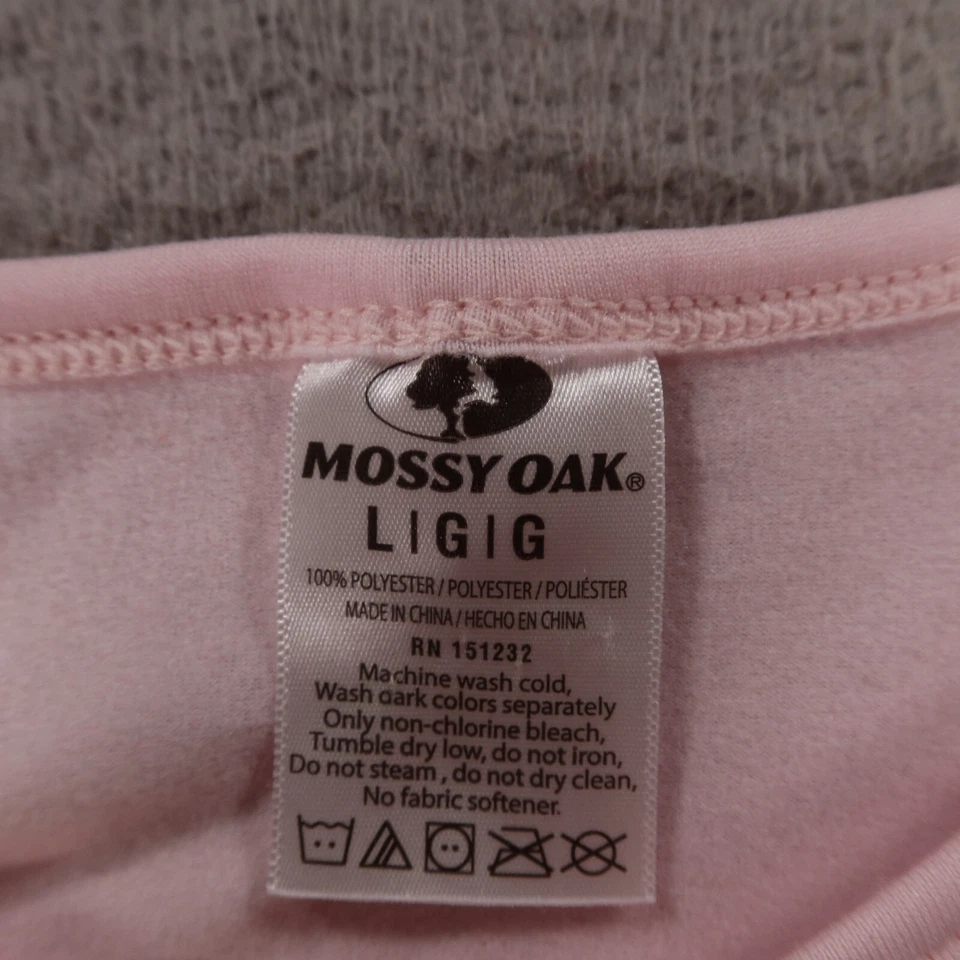 MOSSY OAK®
L|G|G
100% POLYESTER / POLYESTER / POLIÉSTER
MADE IN CHINA / HECHO EN CHINA
RN 151232
Machine wash cold,
Wash dark colors separately
Only non-chlorine bleach,
Tumble dry low, do not iron,
Do not steam , do not dry clean,
No fabric softener.